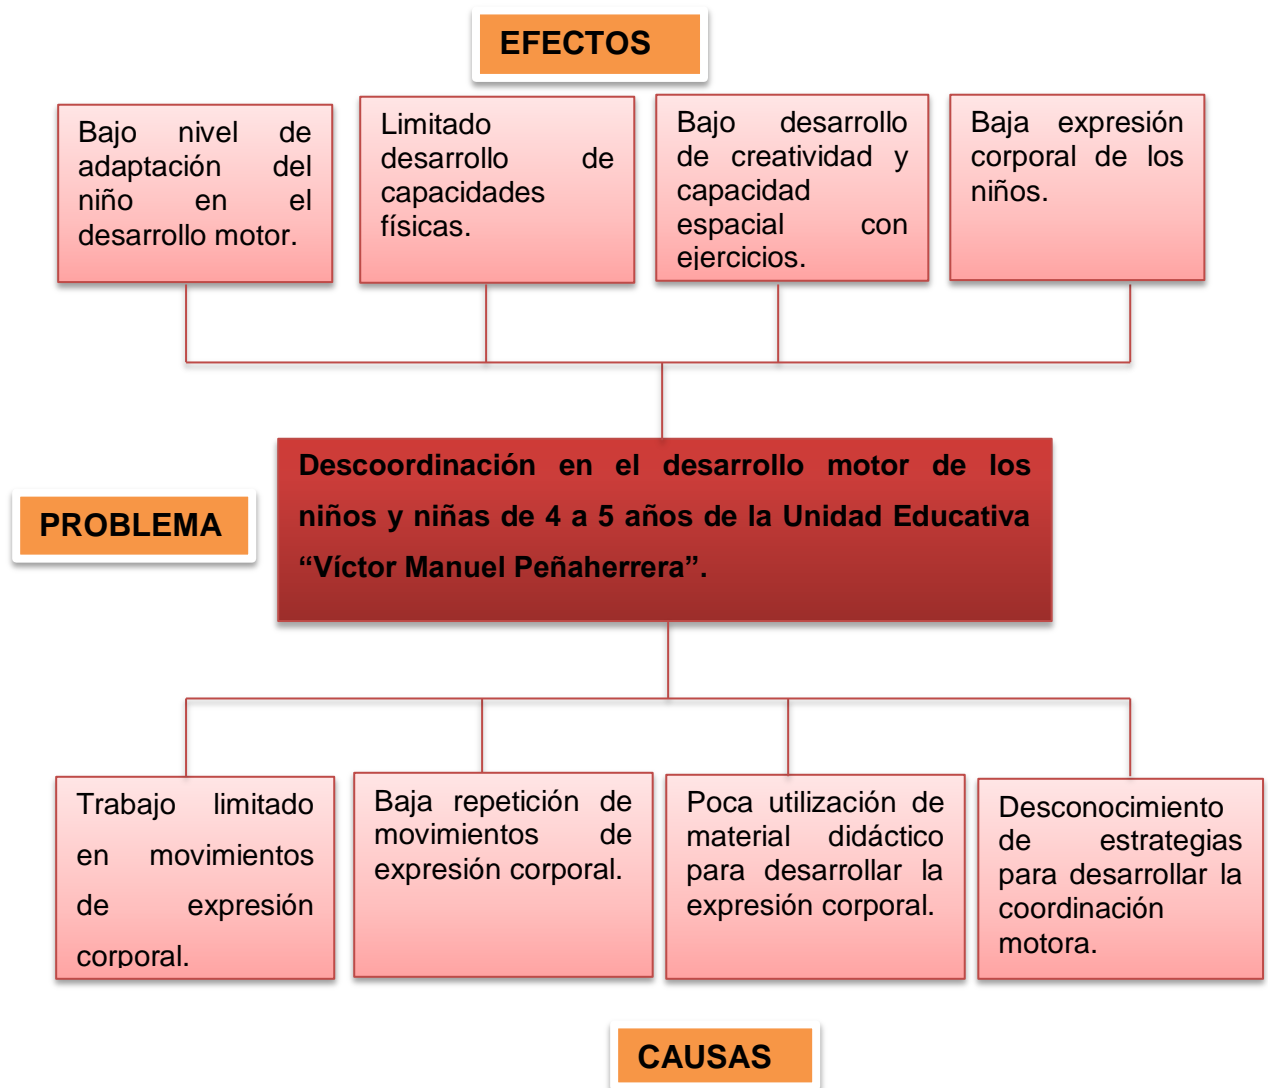 EFECTOS
Bajo nivel de
adaptación del
niño en el
desarrollo motor.
Limitado
desarrollo de
capacidades
físicas.
Bajo desarrollo
de creatividad y
capacidad
espacial con
ejercicios.
Baja expresión
corporal de los
niños.
PROBLEMA
Descoordinación en el desarrollo motor de los
niños y niñas de 4 a 5 años de la Unidad Educativa
“Víctor Manuel Peñaherrera”.
Trabajo limitado
en movimientos
de expresión
corporal.
Baja repetición de
movimientos de
expresión corporal.
Poca utilización de
material didáctico
para desarrollar la
expresión corporal.
Desconocimiento
de estrategias
para desarrollar la
coordinación
motora.
CAUSAS